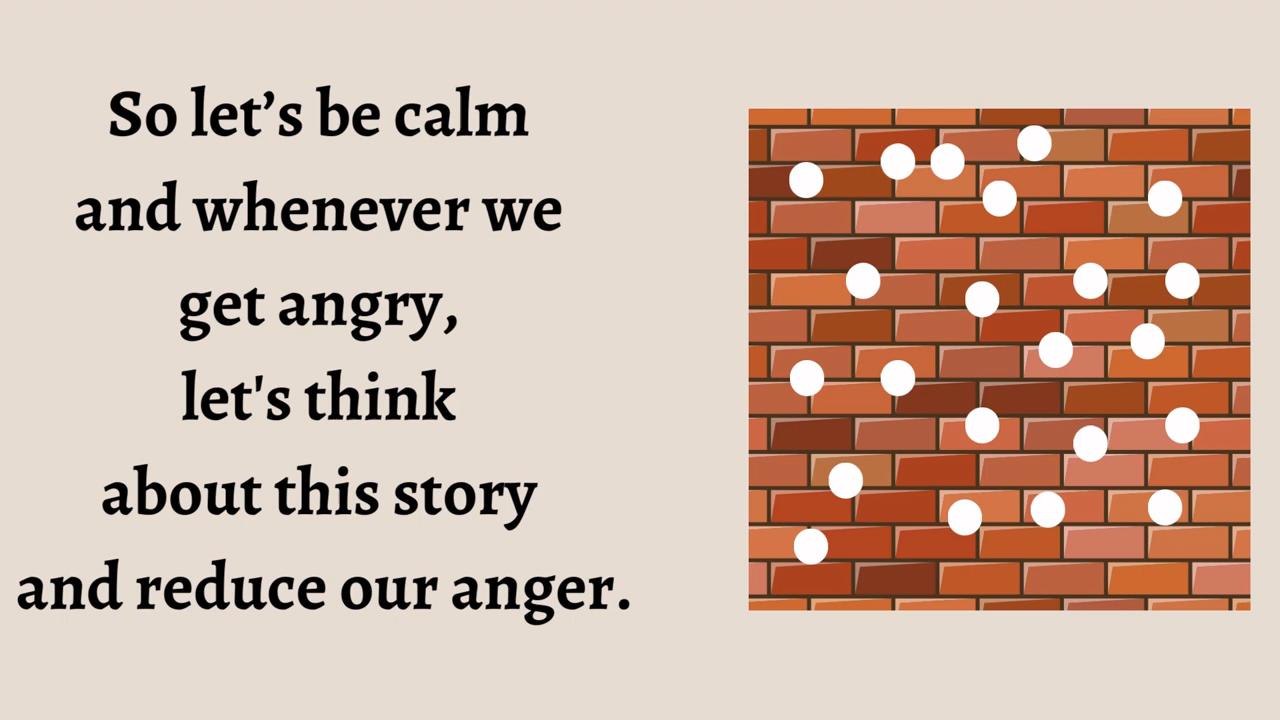 So let’s be calm
and whenever we
get angry,
let's think
about this story
and reduce our anger.